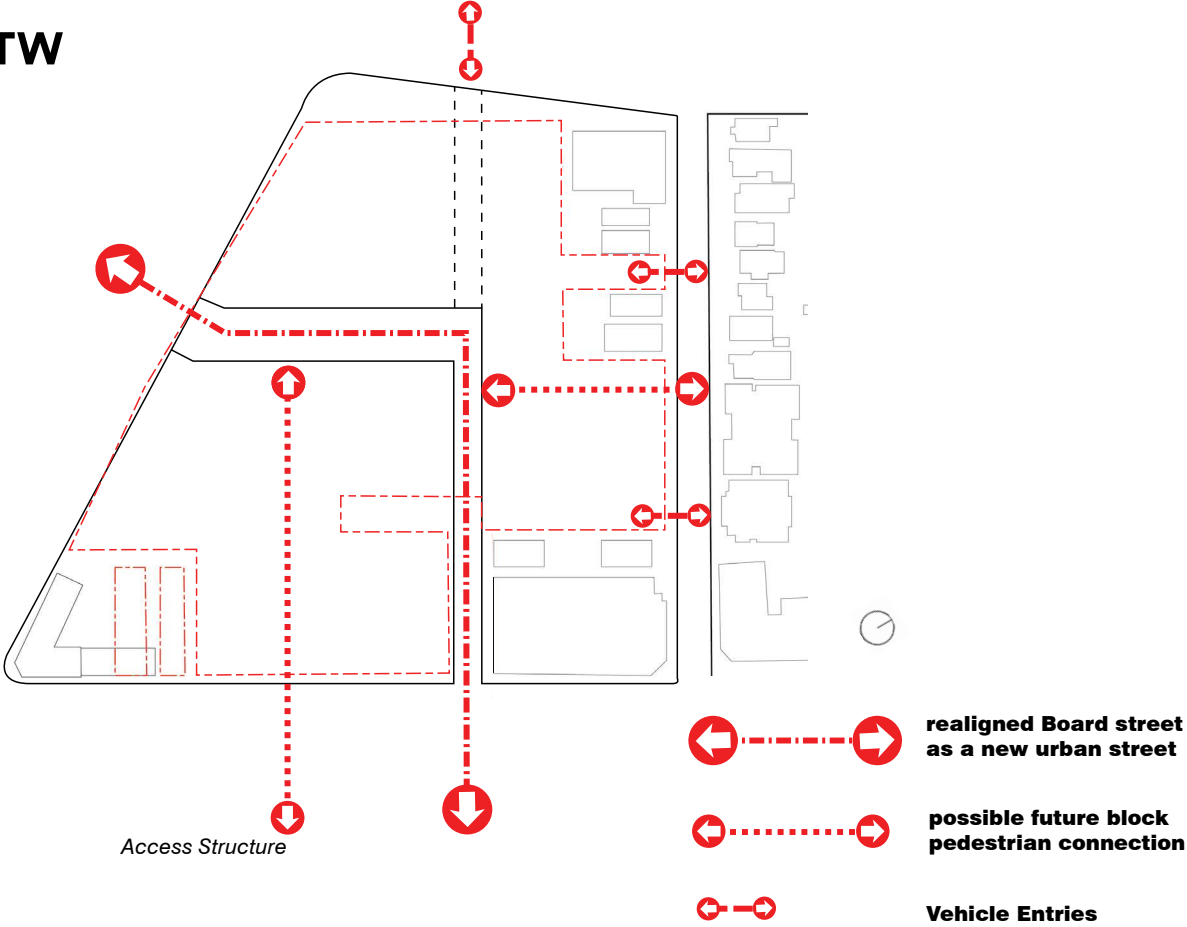 TW
Access Structure
realigned Board street
as a new urban street
possible future block
pedestrian connection
Vehicle Entries